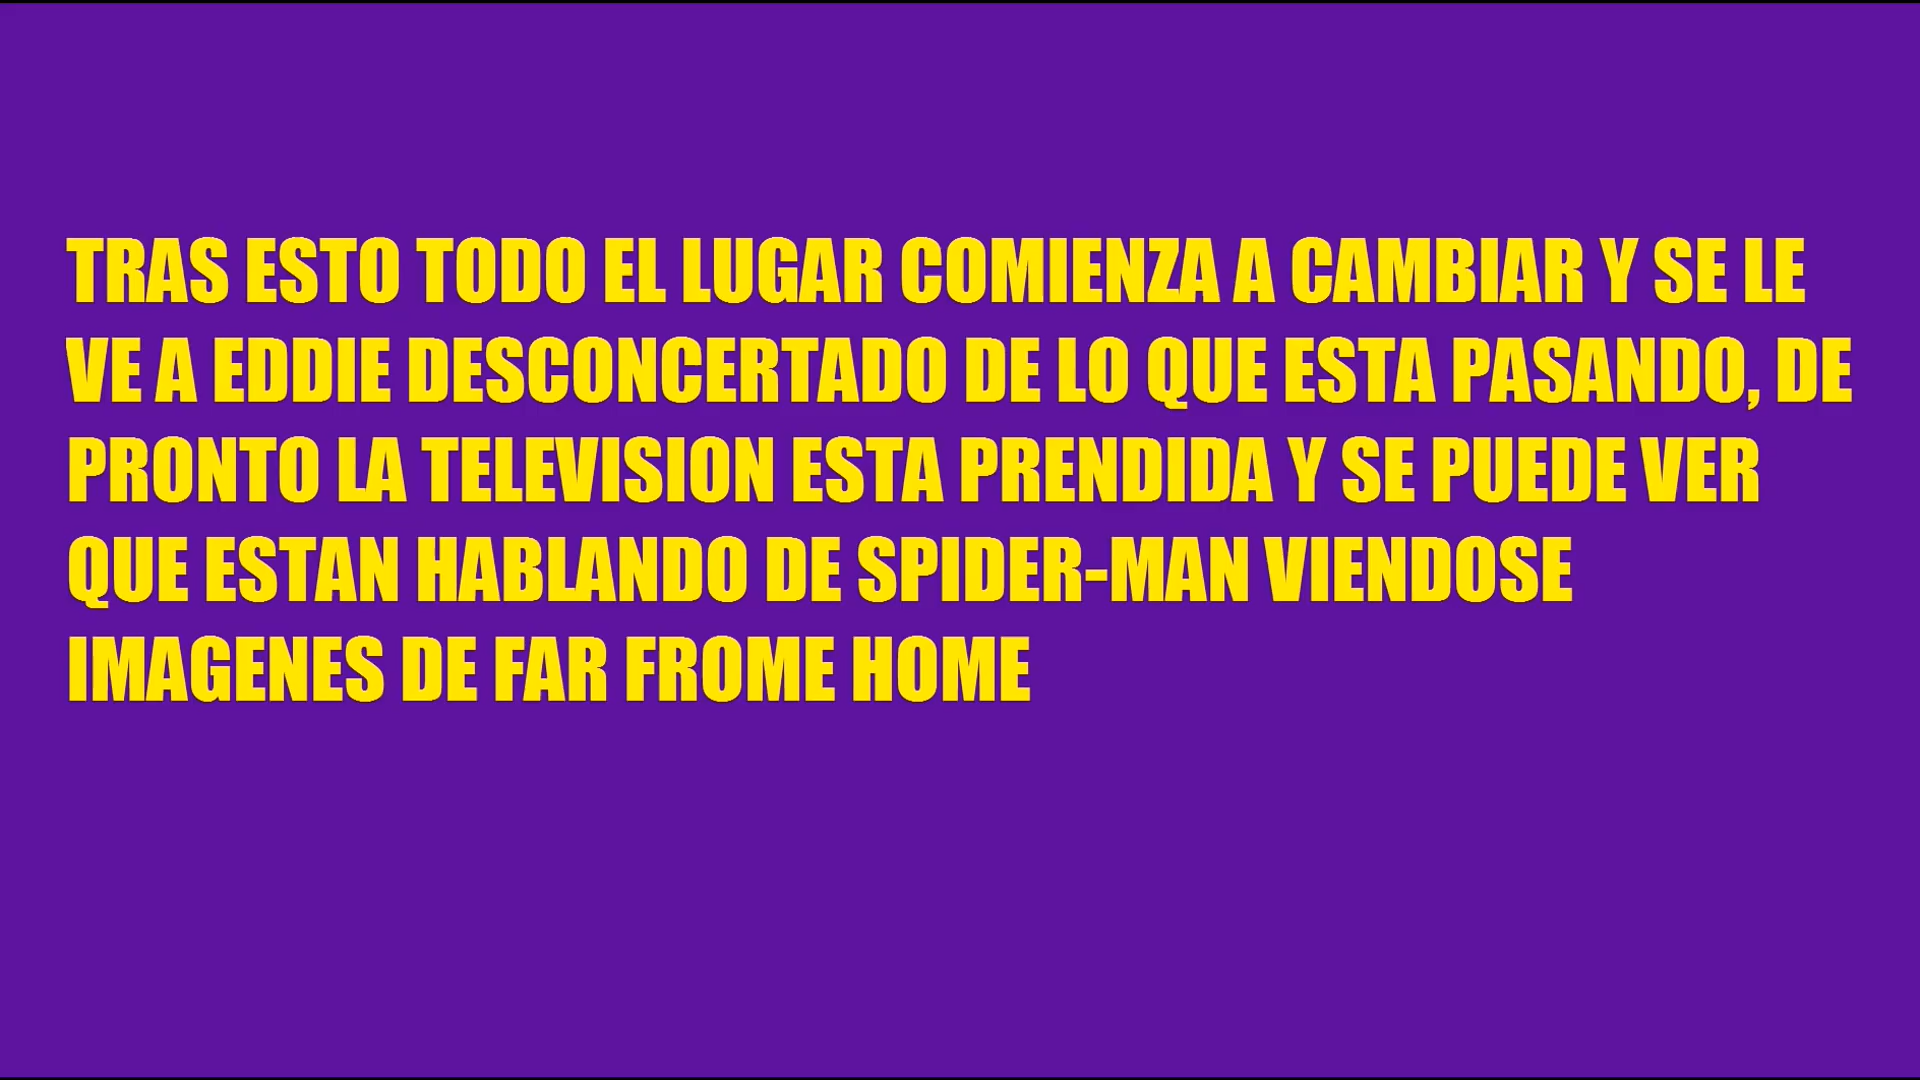 TRAS ESTO TODO EL LUGAR COMIENZA A CAMBIAR Y SE LE
VE A EDDIE DESCONCERTADO DE LO QUE ESTA PASANDO, DE
PRONTO LA TELEVISION ESTA PRENDIDA Y SE PUEDE VER
QUE ESTAN HABLANDO DE SPIDER-MAN VIENDOSE
IMAGENES DE FAR FROME HOME